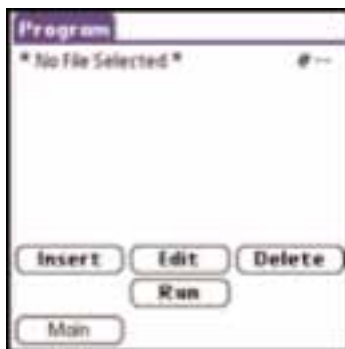 Program
* No File Selected * # --
Insert Edit Delete
Run
Main